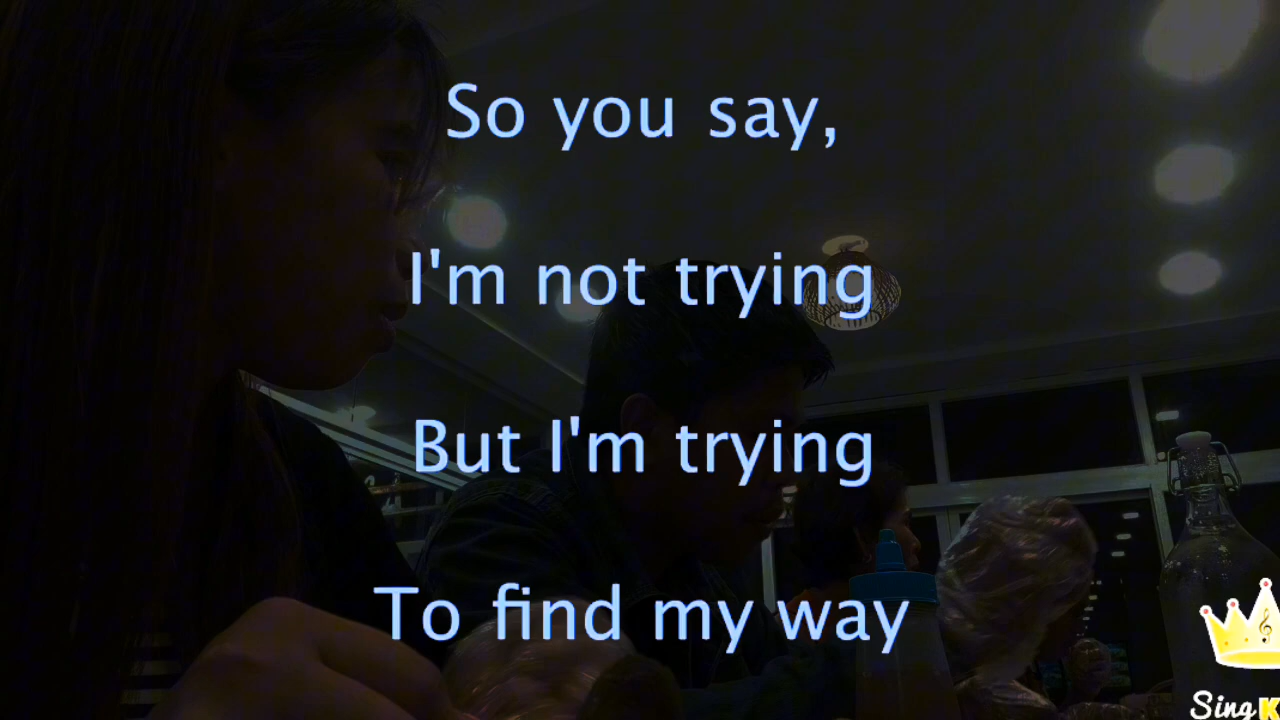 So you say,
I'm not trying
But I'm trying
To find my way
Sing K